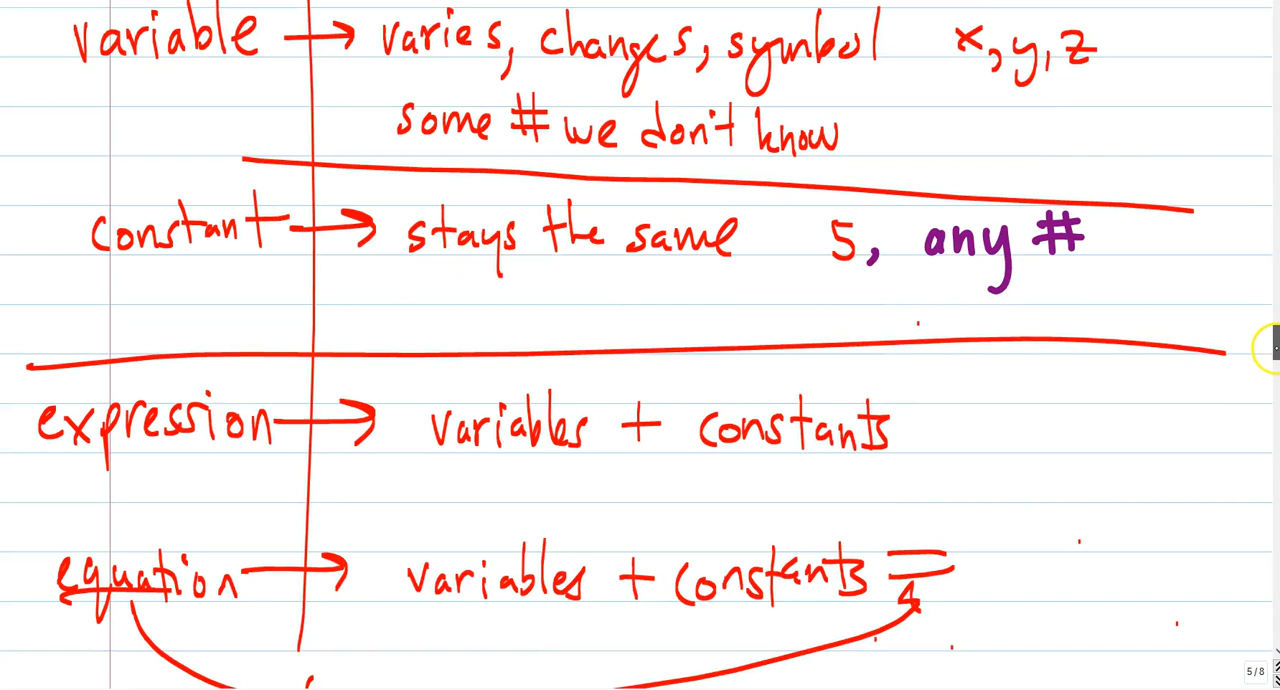 variable → varies, changes, symbol x, y, z
some # we don't know
constant → stays the same 5, any #
expression → variables + constants
equation → variables + constants =
5 / 8